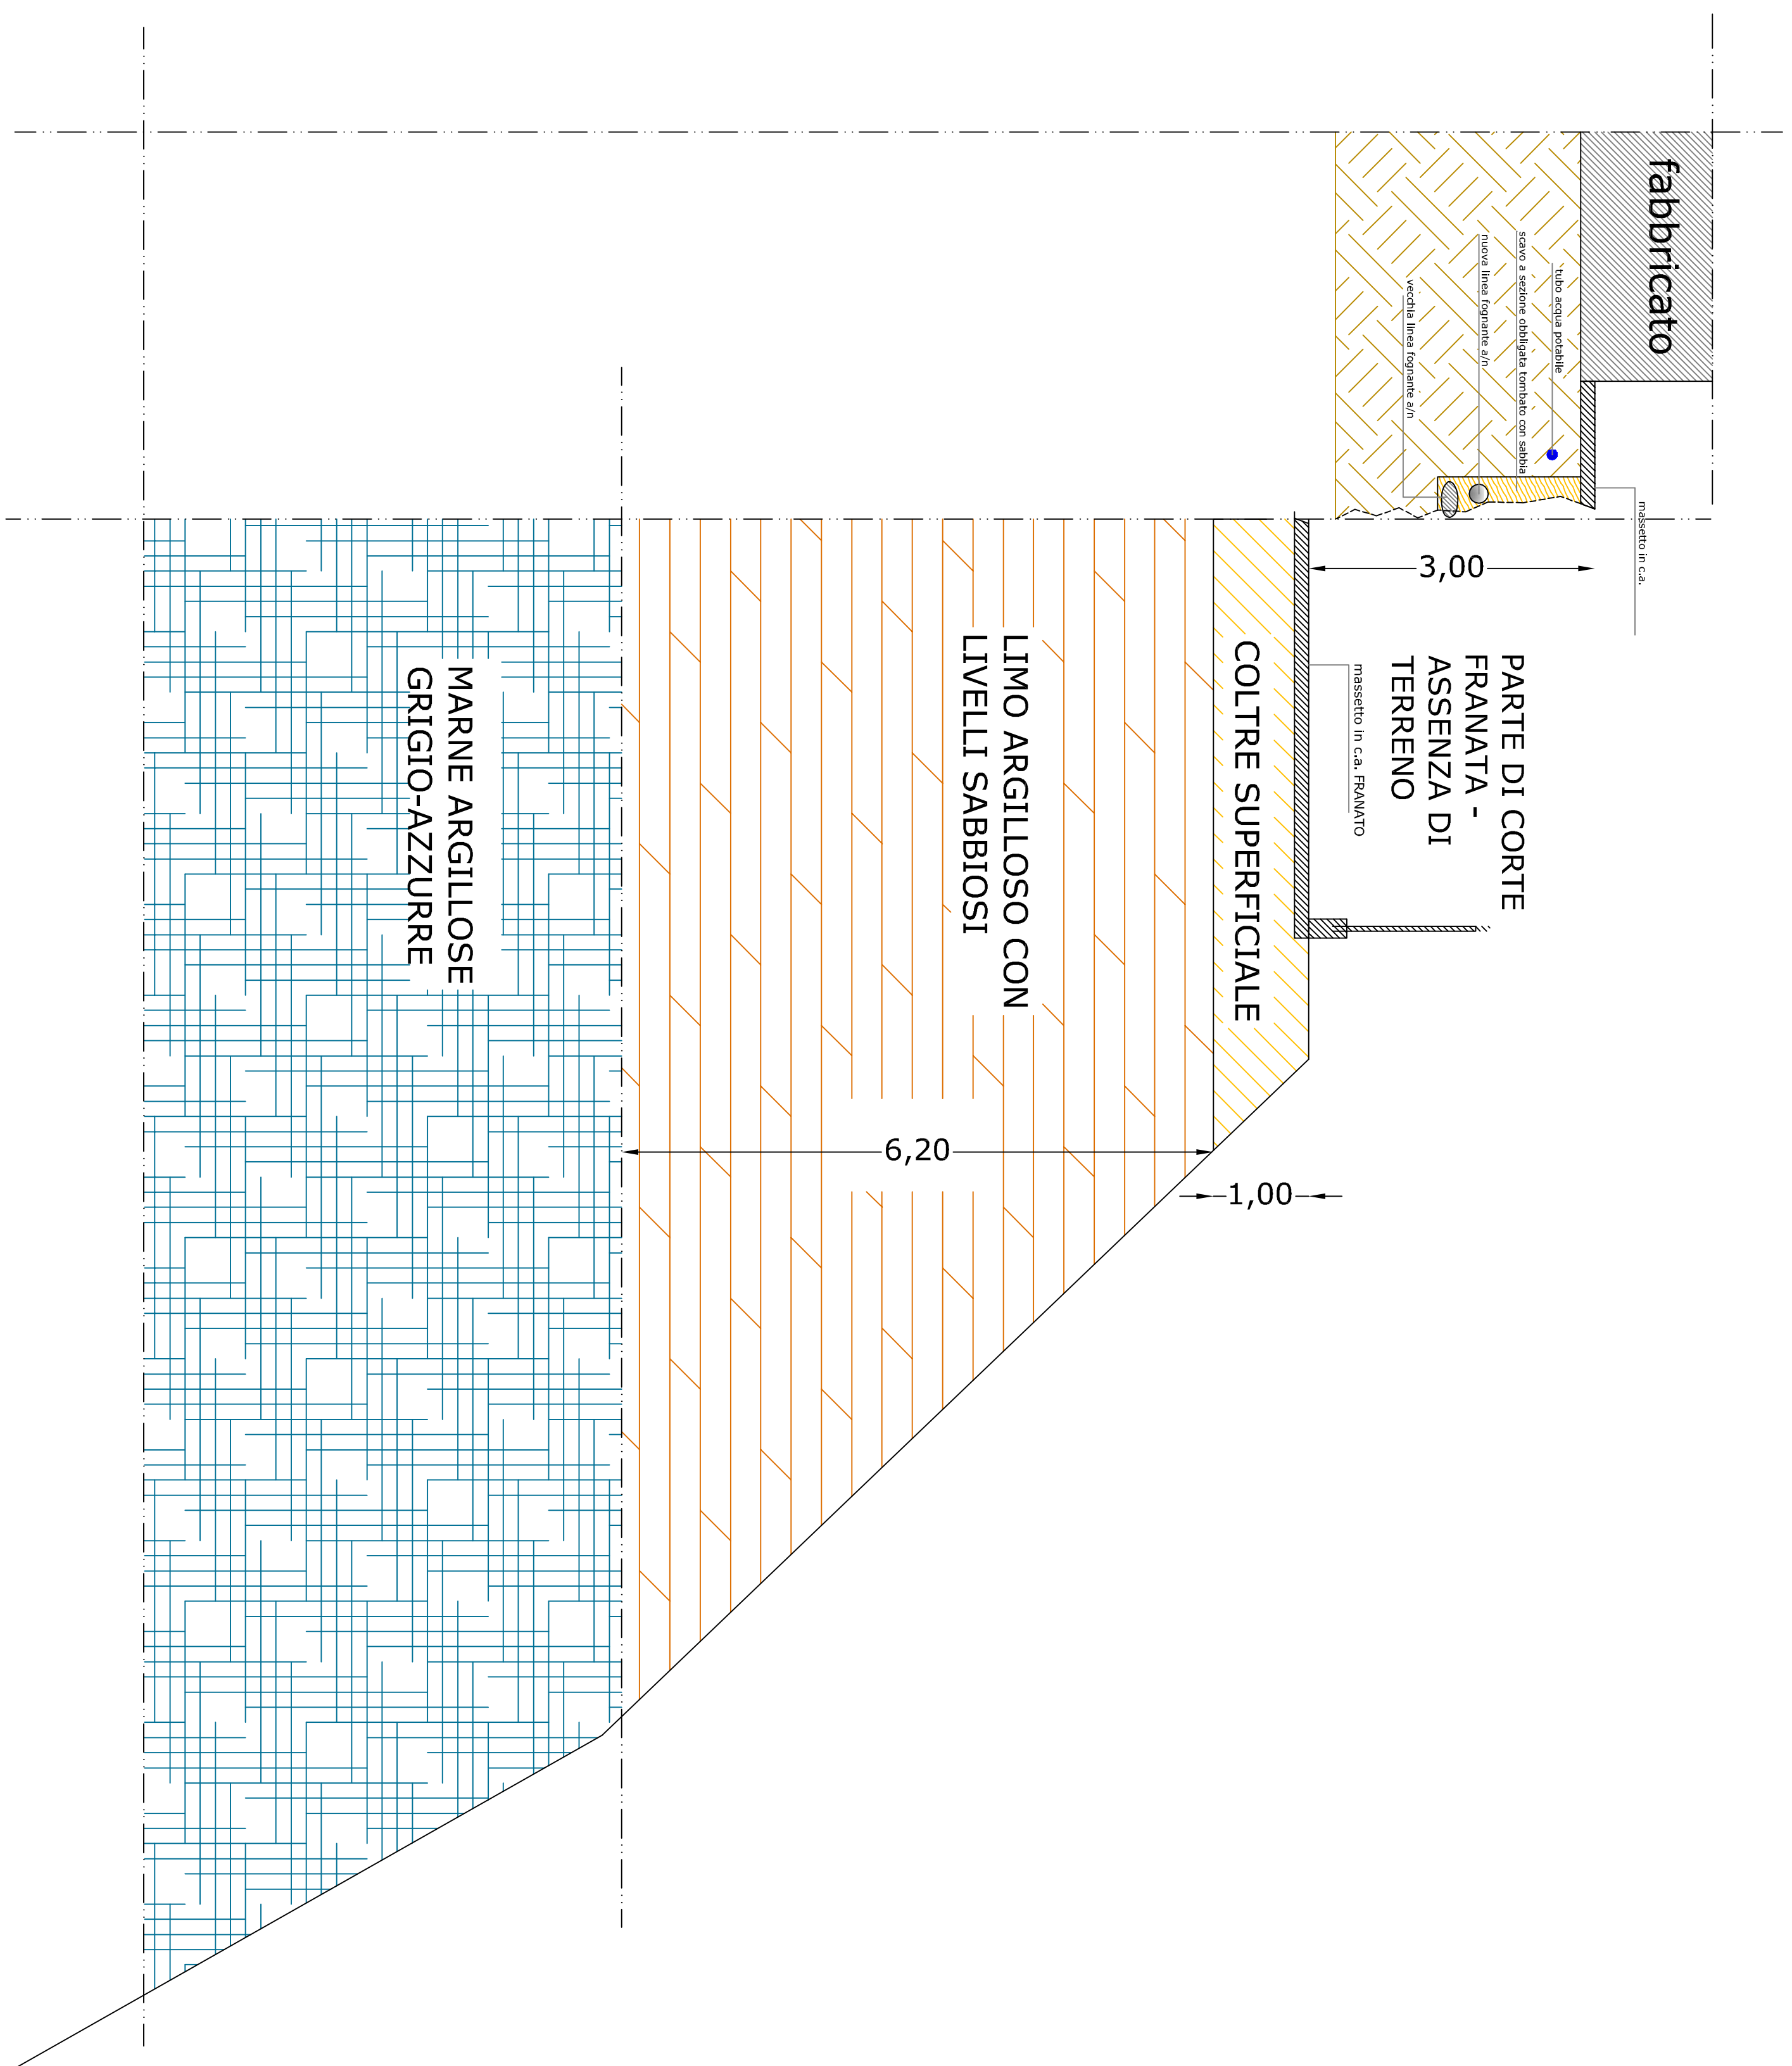 fabbricato
tubo acqua potabile
scavo a sezione obbligata tombato con sabbia
nuova linea fognante a/n
vecchia linea fognante a/n
massetto in c.a.
3,00
PARTE DI CORTE
FRANATA -
ASSENZA DI
TERRENO
massetto in c.a. FRANATO
COLTRE SUPERFICIALE
1,00
LIMO ARGILLOSO CON
LIVELLI SABBIOSI
6,20
MARNE ARGILLOSE
GRIGIO-AZZURRE